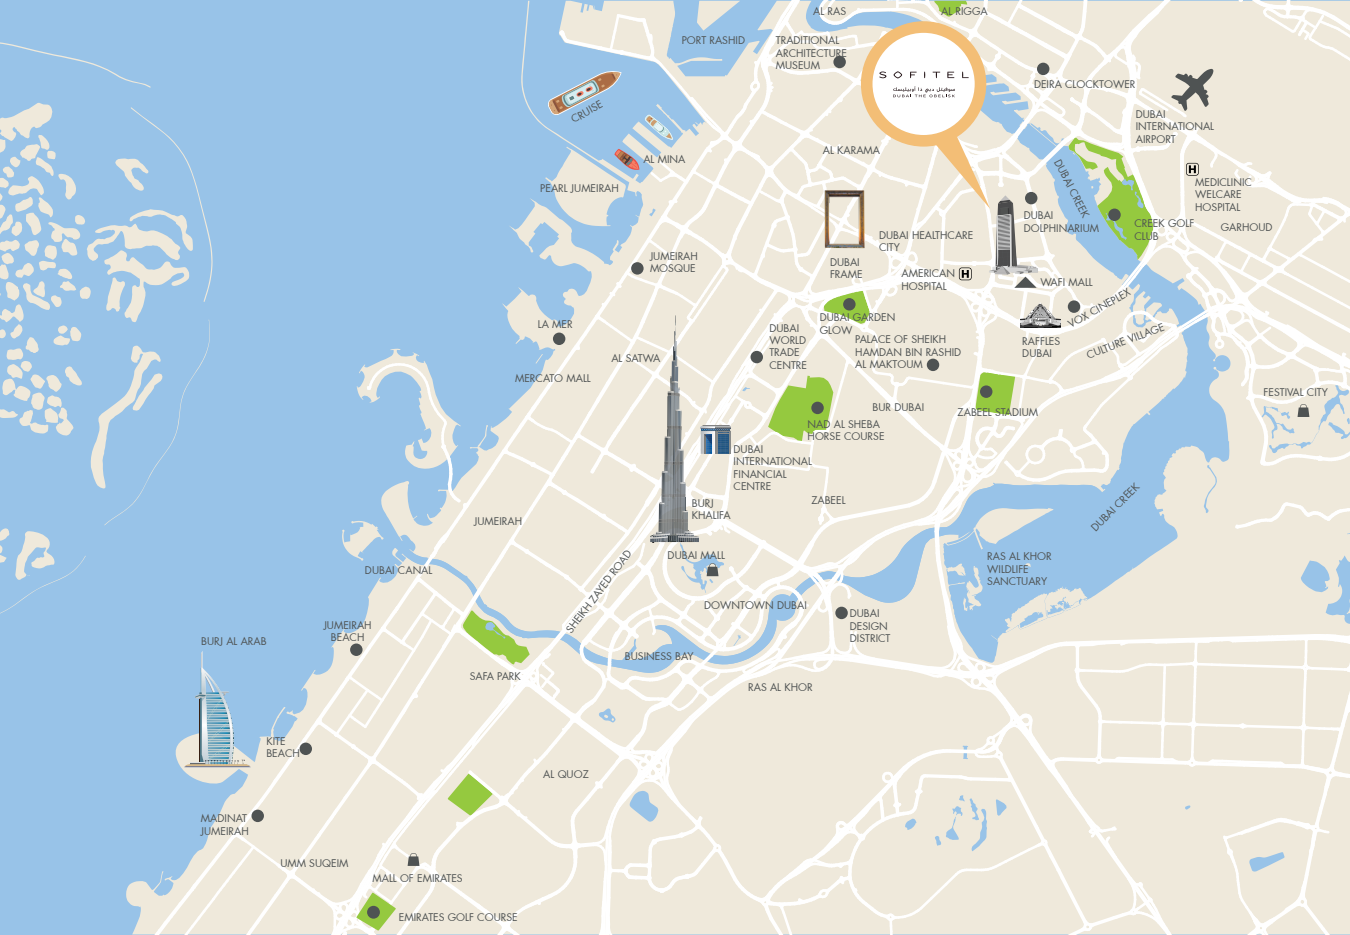 AL RAS
AL RIGGA
PORT RASHID
TRADITIONAL
ARCHITECTURE
MUSEUM
SOFITEL
سوفيتل دبي ذا أوبيليسك
DUBAI THE OBELISK
DEIRA CLOCKTOWER
CRUISE
DUBAI
INTERNATIONAL
AIRPORT
AL KARAMA
AL MINA
H
MEDICLINIC
WELCARE
HOSPITAL
PEARL JUMEIRAH
DUBAI CREEK
DUBAI
DOLPHINARIUM
CREEK GOLF
CLUB
GARHOUD
DUBAI HEALTHCARE
CITY
JUMEIRAH
MOSQUE
DUBAI
FRAME
AMERICAN
HOSPITAL
H
WAFI MALL
VOX CINEPLEX
DUBAI GARDEN
GLOW
LA MER
DUBAI
WORLD
TRADE
CENTRE
PALACE OF SHEIKH
HAMDAN BIN RASHID
AL MAKTOUM
RAFFLES
DUBAI
CULTURE VILLAGE
AL SATWA
MERCATO MALL
FESTIVAL CITY
BUR DUBAI
ZABEEL STADIUM
NAD AL SHEBA
HORSE COURSE
DUBAI
INTERNATIONAL
FINANCIAL
CENTRE
ZABEEL
BURJ
KHALIFA
DUBAI CREEK
JUMEIRAH
DUBAI MALL
RAS AL KHOR
WILDLIFE
SANCTUARY
DUBAI CANAL
SHEIKH ZAYED ROAD
DOWNTOWN DUBAI
DUBAI
DESIGN
DISTRICT
JUMEIRAH
BEACH
BURJ AL ARAB
BUSINESS BAY
SAFA PARK
RAS AL KHOR
KITE
BEACH
AL QUOZ
MADINAT
JUMEIRAH
UMM SUQEIM
MALL OF EMIRATES
EMIRATES GOLF COURSE